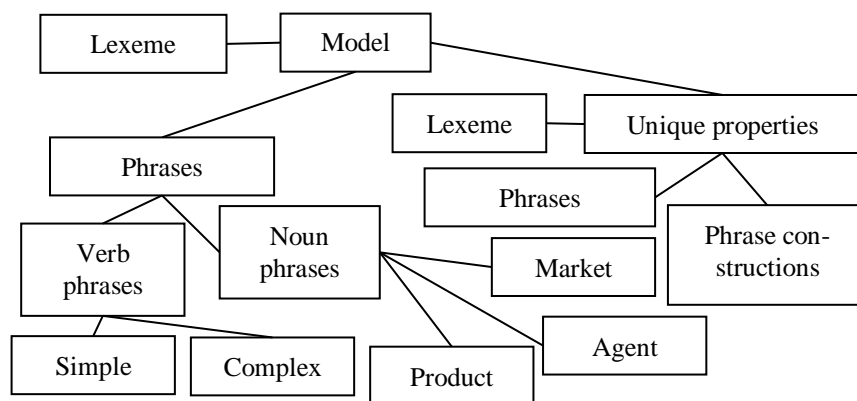 Lexeme
Model
Lexeme
Unique properties
Phrases
Phrases
Verb
phrases
Noun
phrases
Market
Phrase con-
structions
Simple
Complex
Product
Agent